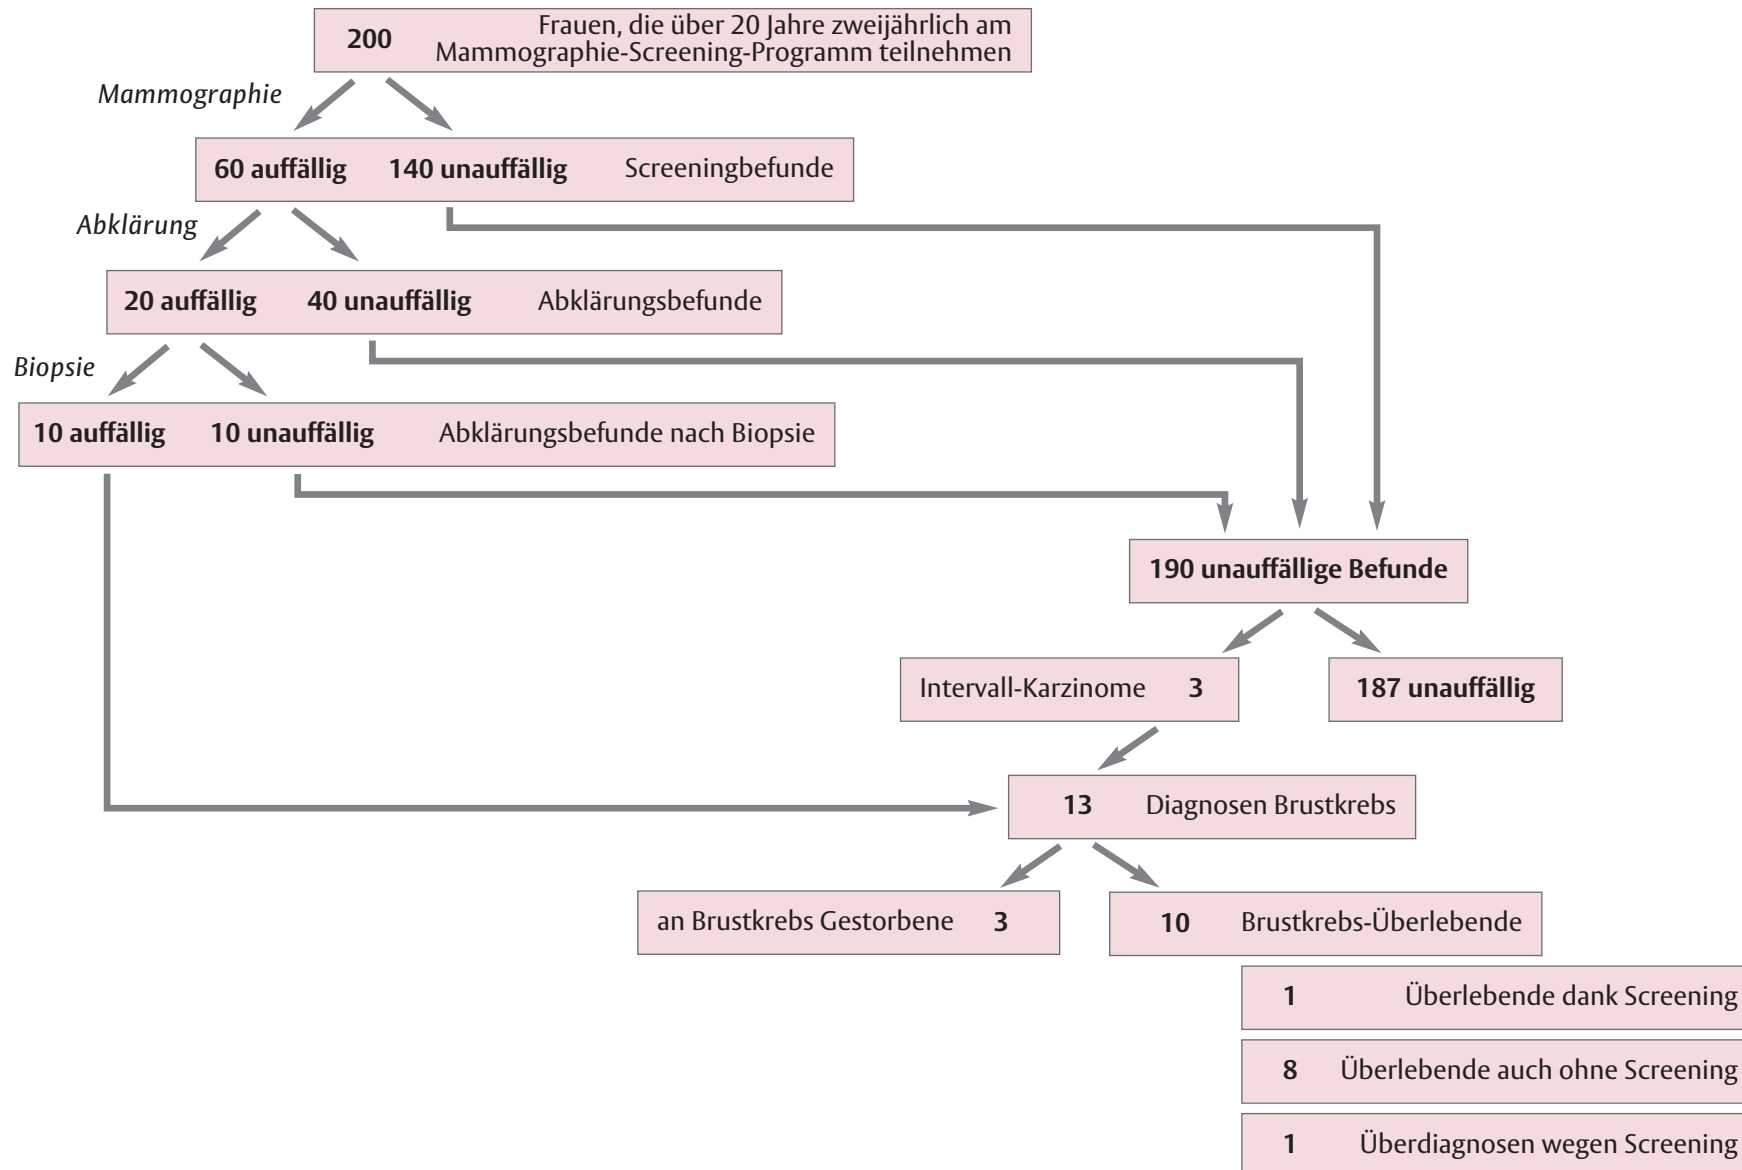 200 Frauen, die über 20 Jahre zweijährlich am
Mammographie-Screening-Programm teilnehmen
Mammographie
60 auffällig 140 unauffällig Screeningbefunde
Abklärung
20 auffällig 40 unauffällig Abklärungsbefunde
Biopsie
10 auffällig 10 unauffällig Abklärungsbefunde nach Biopsie
190 unauffällige Befunde
Intervall-Karzinome 3 187 unauffällig
13 Diagnosen Brustkrebs
an Brustkrebs Gestorbene 3 10 Brustkrebs-Überlebende
1 Überlebende dank Screening
8 Überlebende auch ohne Screening
1 Überdiagnosen wegen Screening